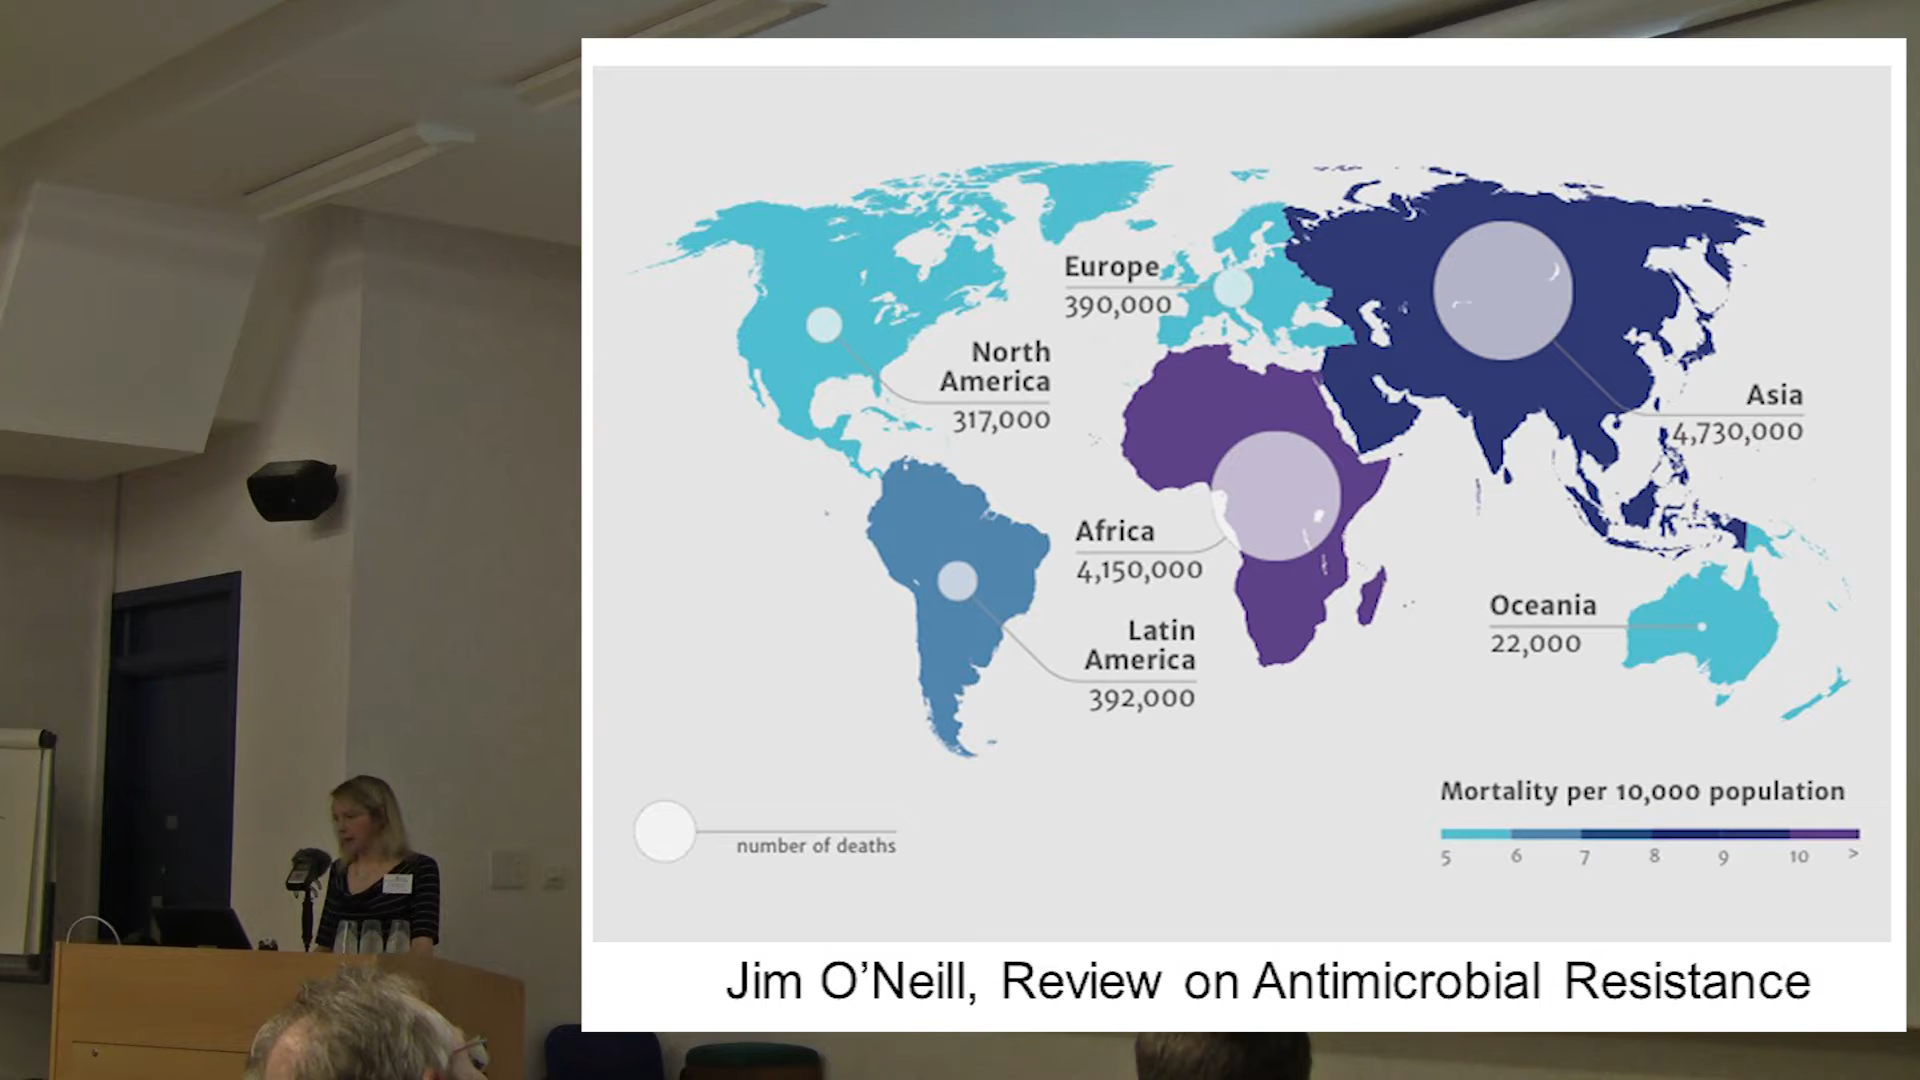 Europe
390,000
North
America
317,000
Asia
4,730,000
Africa
4,150,000
Oceania
22,000
Latin
America
392,000
Mortality per 10,000 population
5 6 7 8 9 10 >
number of deaths
Jim O’Neill, Review on Antimicrobial Resistance